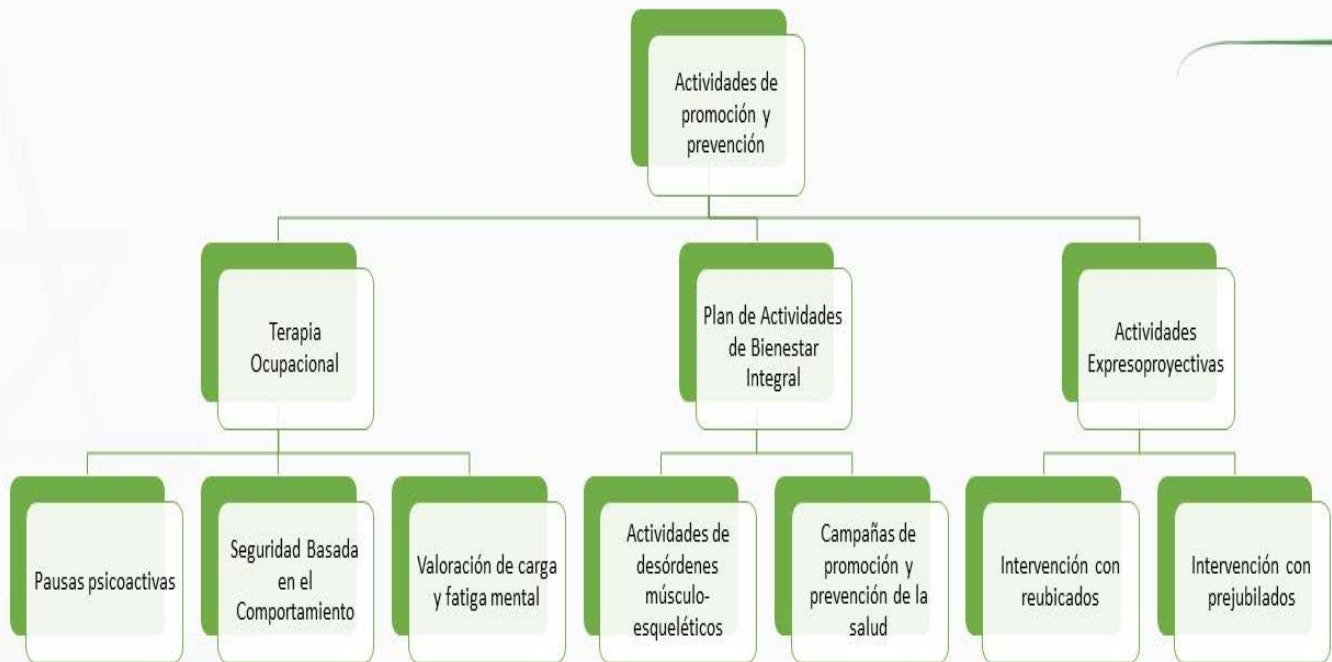 Actividades de
promoción y
prevención
Terapia
Ocupacional
Plan de Actividades
de Bienestar
Integral
Actividades
Expresoproyectivas
Pausas psicoactivas
Seguridad Basada
en el
Comportamiento
Valoración de carga
y fatiga mental
Actividades de
desórdenes
músculo-
esqueléticos
Campañas de
promoción y
prevención de la
salud
Intervención con
reubicados
Intervención con
prejubilados